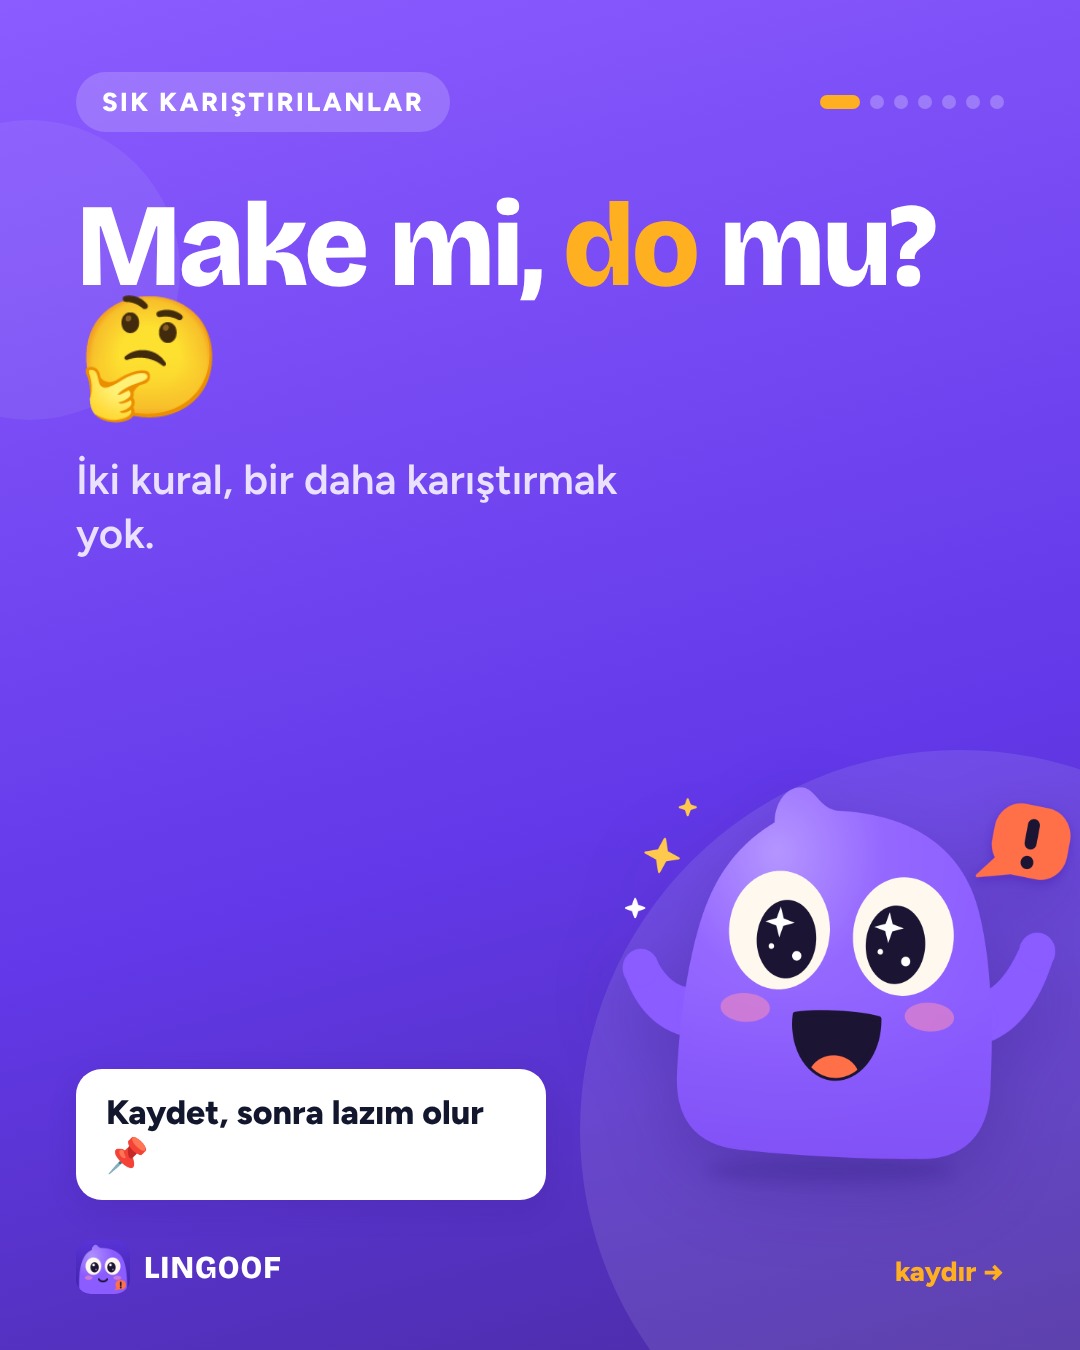 SIK KARIŞTIRILANLAR
Make mi, do mu?
🤔
İki kural, bir daha karıştırmak
yok.
Kaydet, sonra lazım olur
📌
LINGOOF
kaydır →